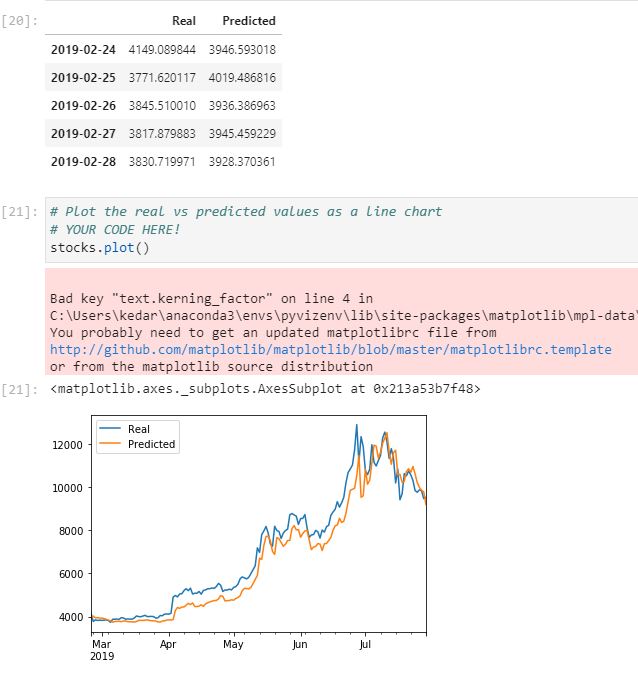 [20]:
Real Predicted
2019-02-24 4149.089844 3946.593018
2019-02-25 3771.620117 4019.486816
2019-02-26 3845.510010 3936.386963
2019-02-27 3817.879883 3945.459229
2019-02-28 3830.719971 3928.370361
[21]: # Plot the real vs predicted values as a line chart
# YOUR CODE HERE!
stocks.plot()
Bad key "text.kerning_factor" on line 4 in
C:\Users\kedar\anaconda3\envs\pyvizenv\lib\site-packages\matplotlib\mpl-data\
You probably need to get an updated matplotlibrc file from
http://github.com/matplotlib/matplotlib/blob/master/matplotlibrc.template
or from the matplotlib source distribution
[21]: <matplotlib.axes._subplots.AxesSubplot at 0x213a53b7f48>
Real
Predicted
12000
10000
8000
6000
4000
Mar Apr May Jun Jul
2019